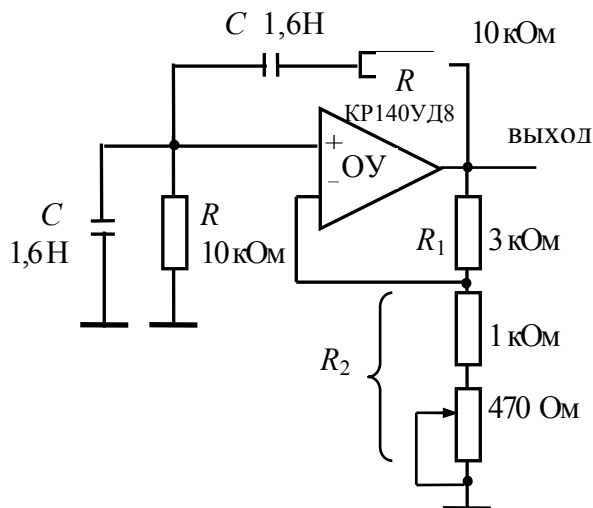 C 1,6Н
10 кОм
R
КР140УД8
выход
+
ОУ
–
C
1,6Н
R
10 кОм
R1
3 кОм
R2
1 кОм
470 Ом